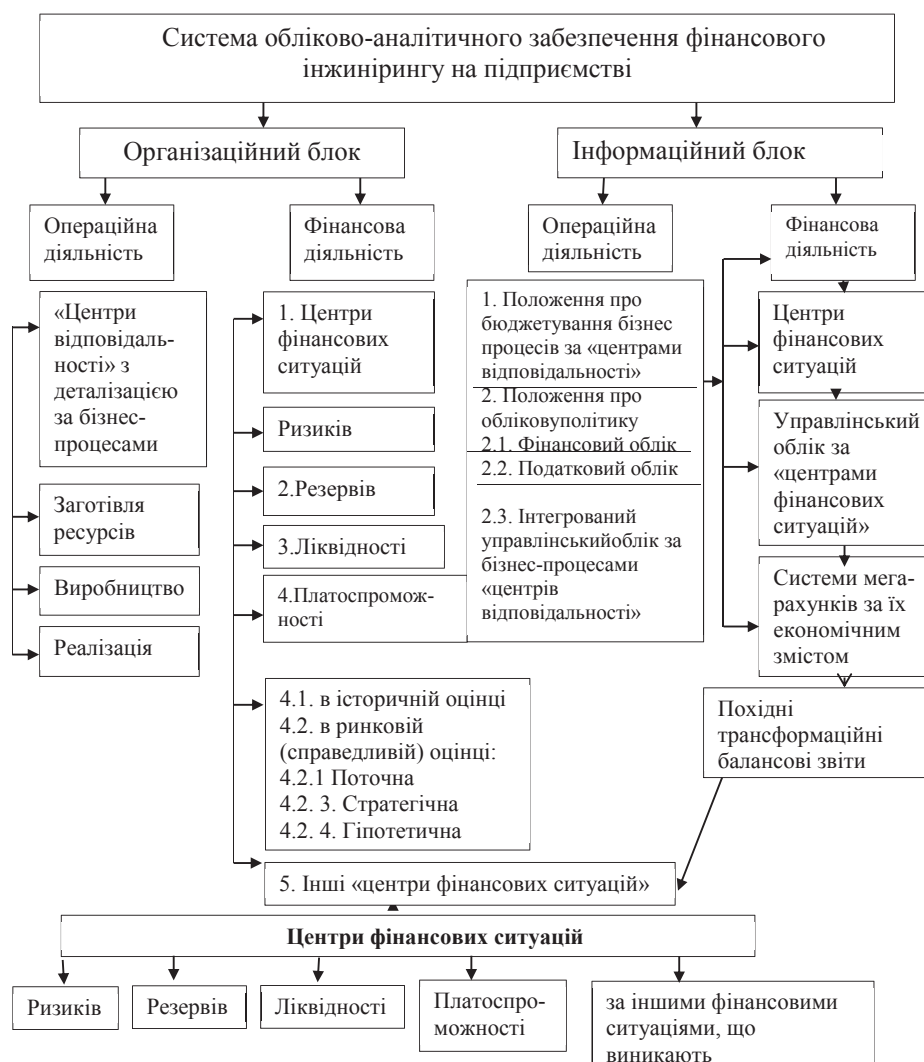 Система обліково-аналітичного забезпечення фінансового
інжинірингу на підприємстві
Організаційний блок
Інформаційний блок
Операційна
діяльність
Фінансова
діяльність
Операційна
діяльність
Фінансова
діяльність
«Центри
відповідаль-
ності» з
деталізацією
за бізнес-
процесами
Заготівля
ресурсів
Виробництво
Реалізація
1. Центри
фінансових
ситуацій
Ризиків
2.Резервів
3.Ліквідності
4.Платоспромож-
ності
4.1. в історичній оцінці
4.2. в ринковій
(справедливій) оцінці:
4.2.1 Поточна
4.2. 3. Стратегічна
4.2. 4. Гіпотетична
5. Інші «центри фінансових ситуацій»
1. Положення про
бюджетування бізнес
процесів за «центрами
відповідальності»
2. Положення про
обліковуполітику
2.1. Фінансовий облік
2.2. Податковий облік
2.3. Інтегрований
управлінськийоблік за
бізнес-процесами
«центрів
відповідальності»
Центри
фінансових
ситуацій
Управлінський
облік за
«центрами
фінансових
ситуацій»
Системи мега-
рахунків за їх
економічним
змістом
Похідні
трансформаційні
балансові звіти
Центри фінансових ситуацій
Ризиків
Резервів
Ліквідності
Платоспро-
можності
за іншими фінансовими
ситуаціями, що
виникають